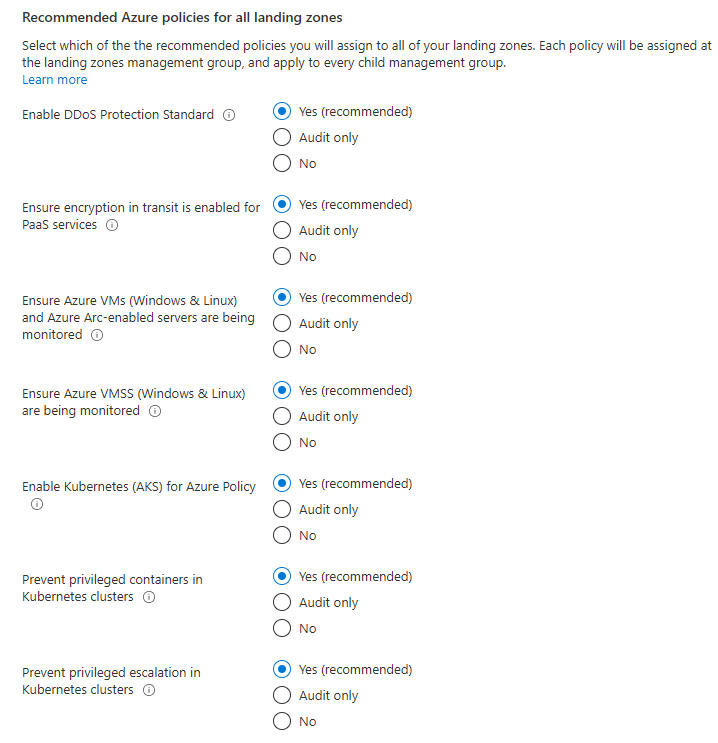 Recommended Azure policies for all landing zones
Select which of the the recommended policies you will assign to all of your landing zones. Each policy will be assigned at
the landing zones management group, and apply to every child management group.
Learn more
Enable DDoS Protection Standard
Yes (recommended)
Audit only
No
Ensure encryption in transit is enabled for
PaaS services
Yes (recommended)
Audit only
No
Ensure Azure VMs (Windows & Linux)
and Azure Arc-enabled servers are being
monitored
Yes (recommended)
Audit only
No
Ensure Azure VMSS (Windows & Linux)
are being monitored
Yes (recommended)
Audit only
No
Enable Kubernetes (AKS) for Azure Policy
Yes (recommended)
Audit only
No
Prevent privileged containers in
Kubernetes clusters
Yes (recommended)
Audit only
No
Prevent privileged escalation in
Kubernetes clusters
Yes (recommended)
Audit only
No